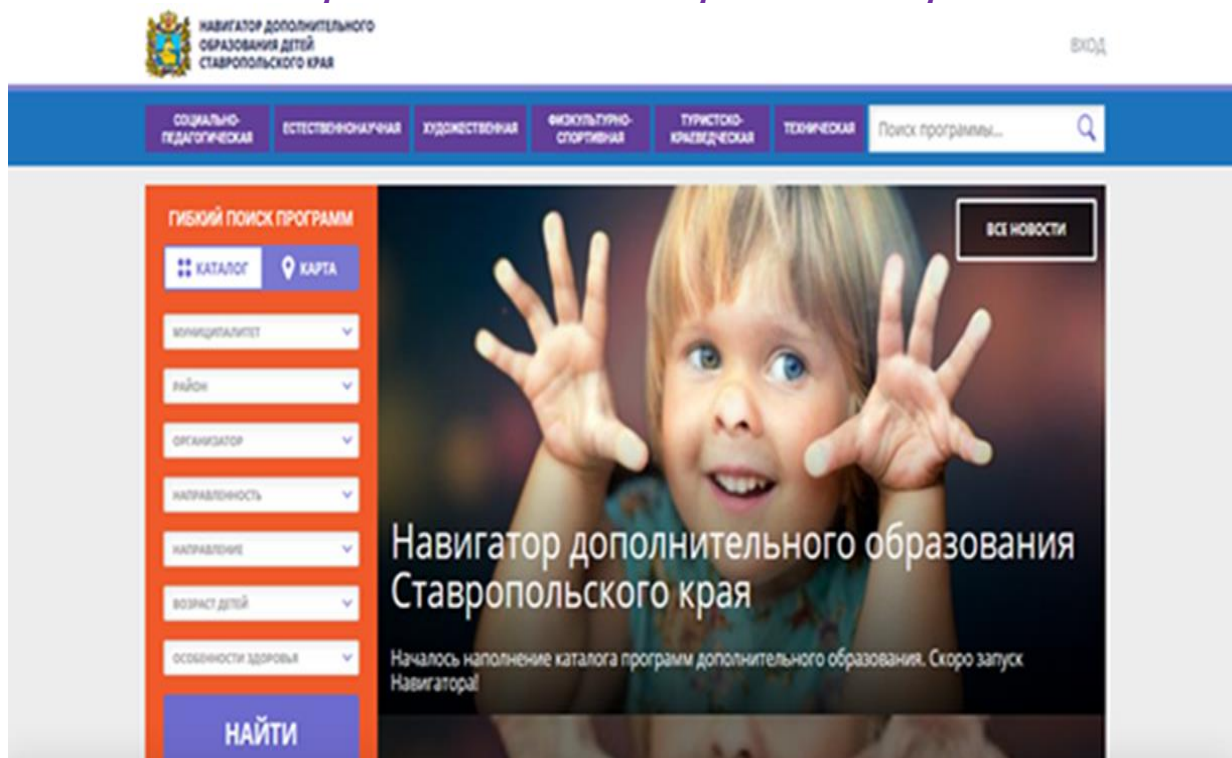 НАВИГАТОР ДОПОЛНИТЕЛЬНОГО
ОБРАЗОВАНИЯ ДЕТЕЙ
СТАВРОПОЛЬСКОГО КРАЯ
ВХОД
СОЦИАЛЬНО-
ПЕДАГОГИЧЕСКАЯ
ЕСТЕСТВЕННОНАУЧНАЯ
ХУДОЖЕСТВЕННАЯ
ФИЗКУЛЬТУРНО-
СПОРТИВНАЯ
ТУРИСТСКО-
КРАЕВЕДЧЕСКАЯ
ТЕХНИЧЕСКАЯ
Поиск программы...
ГИБКИЙ ПОИСК ПРОГРАММ
КАТАЛОГ
КАРТА
МУНИЦИПАЛИТЕТ
РАЙОН
ОРГАНИЗАТОР
НАПРАВЛЕННОСТЬ
НАПРАВЛЕНИЕ
ВОЗРАСТ ДЕТЕЙ
ОСОБЕННОСТИ ЗДОРОВЬЯ
НАЙТИ
ВСЕ НОВОСТИ
Навигатор дополнительного образования
Ставропольского края
Началось наполнение каталога программ дополнительного образования. Скоро запуск
Навигатора!